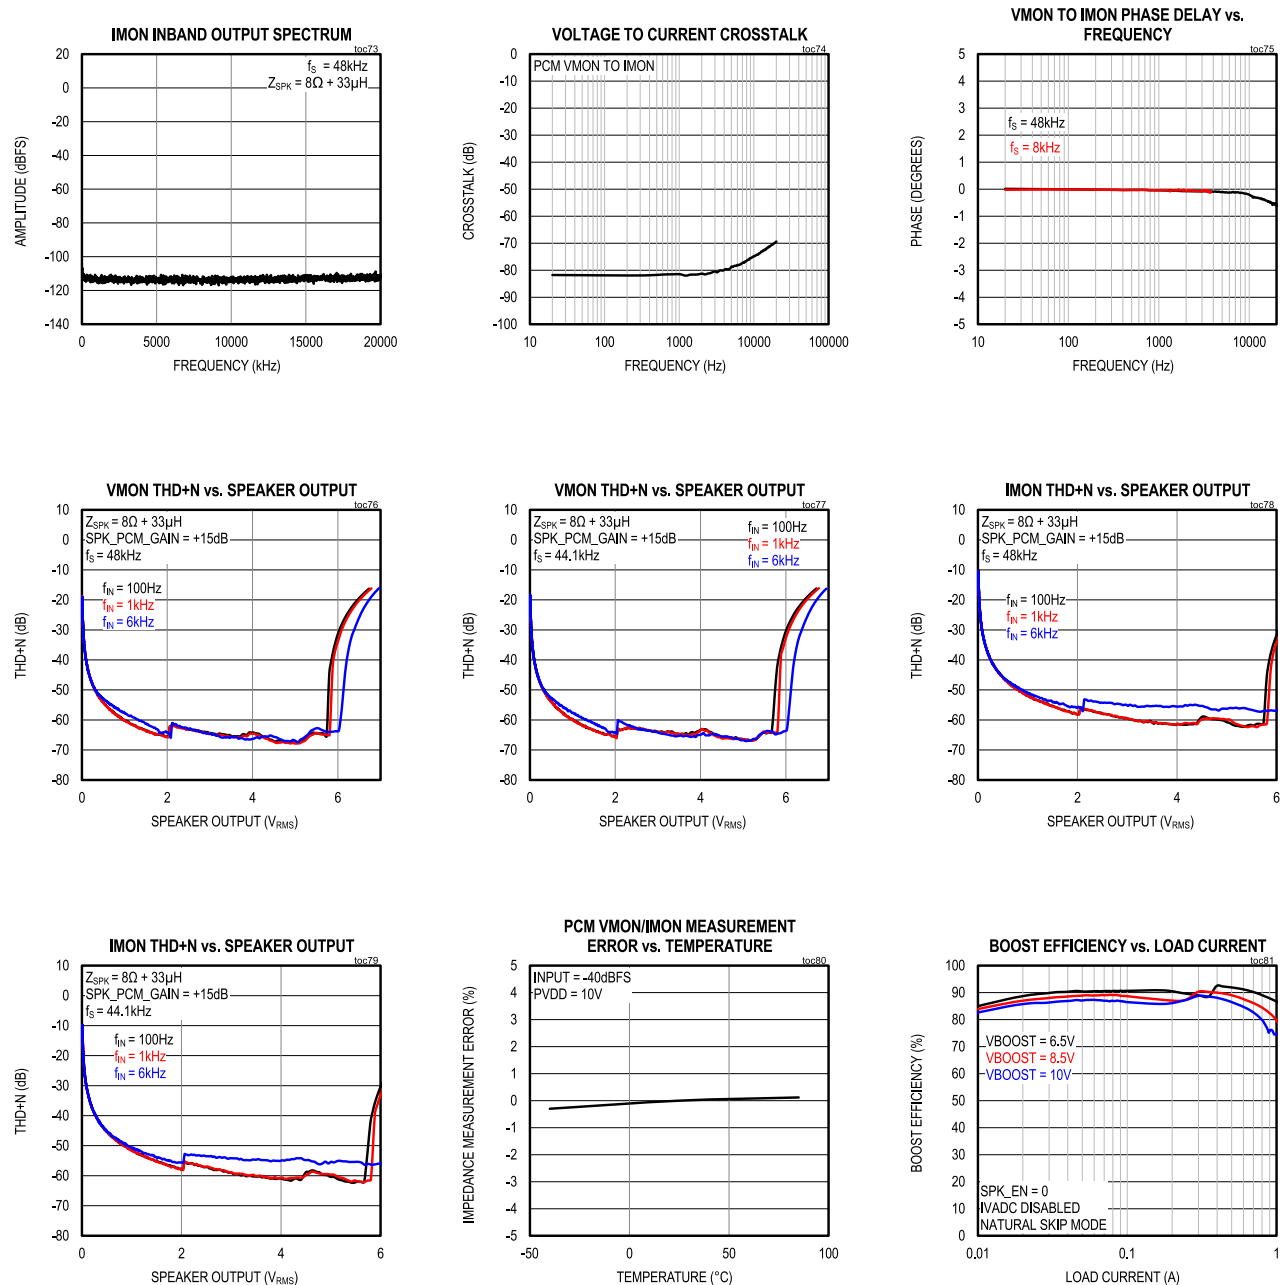 IMON INBAND OUTPUT SPECTRUM
toc73
fS = 48kHz
ZSPK = 8Ω + 33µH
AMPLITUDE (dBFS)
20
0
-20
-40
-60
-80
-100
-120
-140
0 5000 10000 15000 20000
FREQUENCY (kHz)
VOLTAGE TO CURRENT CROSSTALK
toc74
PCM VMON TO IMON
CROSSTALK (dB)
0
-10
-20
-30
-40
-50
-60
-70
-80
-90
-100
10 100 1000 10000 100000
FREQUENCY (Hz)
VMON TO IMON PHASE DELAY vs.
FREQUENCY
toc75
fS = 48kHz
fS = 8kHz
PHASE (DEGREES)
5
4
3
2
1
0
-1
-2
-3
-4
-5
10 100 1000 10000
FREQUENCY (Hz)
VMON THD+N vs. SPEAKER OUTPUT
toc76
ZSPK = 8Ω + 33µH
SPK_PCM_GAIN = +15dB
fS = 48kHz
fIN = 100Hz
fIN = 1kHz
fIN = 6kHz
THD+N (dB)
10
0
-10
-20
-30
-40
-50
-60
-70
-80
0 2 4 6
SPEAKER OUTPUT (VRMS)
VMON THD+N vs. SPEAKER OUTPUT
toc77
ZSPK = 8Ω + 33µH
SPK_PCM_GAIN = +15dB
fS = 44.1kHz
fIN = 100Hz
fIN = 1kHz
fIN = 6kHz
THD+N (dB)
10
0
-10
-20
-30
-40
-50
-60
-70
-80
0 2 4 6
SPEAKER OUTPUT (VRMS)
IMON THD+N vs. SPEAKER OUTPUT
toc78
ZSPK = 8Ω + 33µH
SPK_PCM_GAIN = +15dB
fS = 48kHz
fIN = 100Hz
fIN = 1kHz
fIN = 6kHz
THD+N (dB)
10
0
-10
-20
-30
-40
-50
-60
-70
-80
0 2 4 6
SPEAKER OUTPUT (VRMS)
IMON THD+N vs. SPEAKER OUTPUT
toc79
ZSPK = 8Ω + 33µH
SPK_PCM_GAIN = +15dB
fS = 44.1kHz
fIN = 100Hz
fIN = 1kHz
fIN = 6kHz
THD+N (dB)
10
0
-10
-20
-30
-40
-50
-60
-70
-80
0 2 4 6
SPEAKER OUTPUT (VRMS)
PCM VMON/IMON MEASUREMENT
ERROR vs. TEMPERATURE
toc80
INPUT = -40dBFS
PVDD = 10V
IMPEDANCE MEASUREMENT ERROR (%)
5
4
3
2
1
0
-1
-2
-3
-4
-5
-50 0 50 100
TEMPERATURE (°C)
BOOST EFFICIENCY vs. LOAD CURRENT
toc81
VBOOST = 6.5V
VBOOST = 8.5V
VBOOST = 10V
SPK_EN = 0
IVADC DISABLED
NATURAL SKIP MODE
BOOST EFFICIENCY (%)
100
90
80
70
60
50
40
30
20
10
0
0.01 0.1 1
LOAD CURRENT (A)